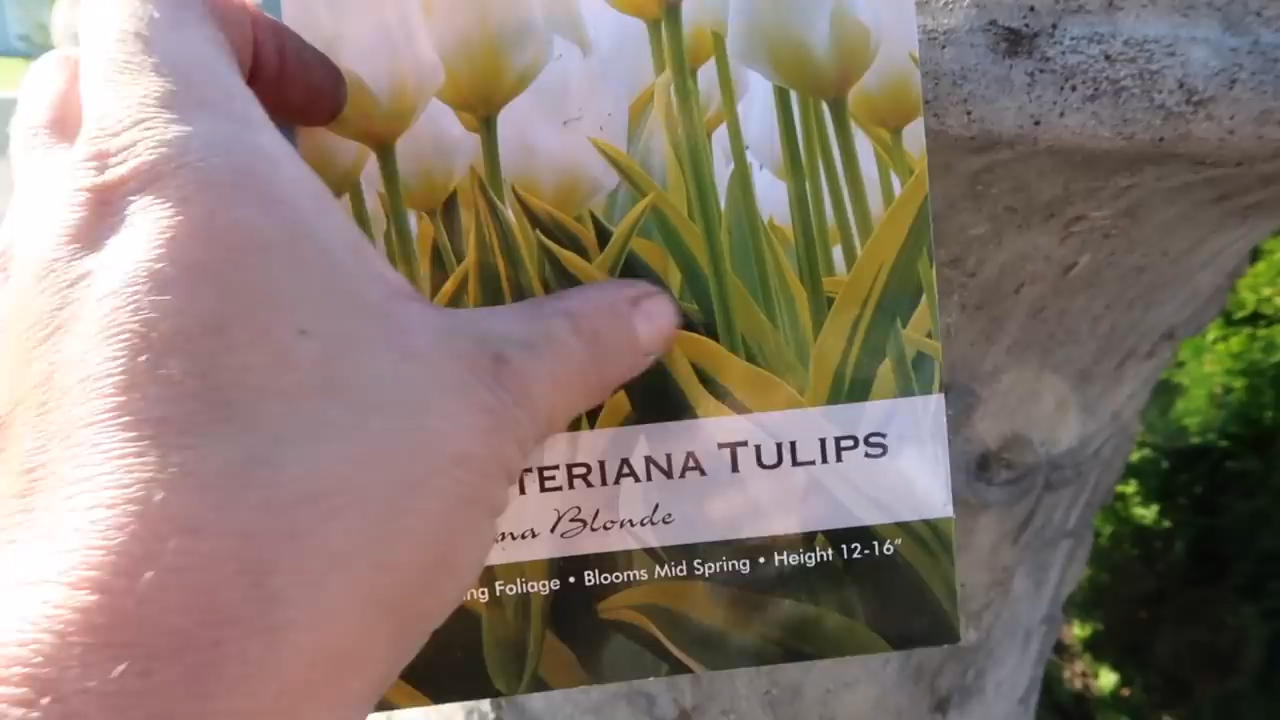 TERIANA TULIPS
na Blonde
ng Foliage • Blooms Mid Spring • Height 12-16"